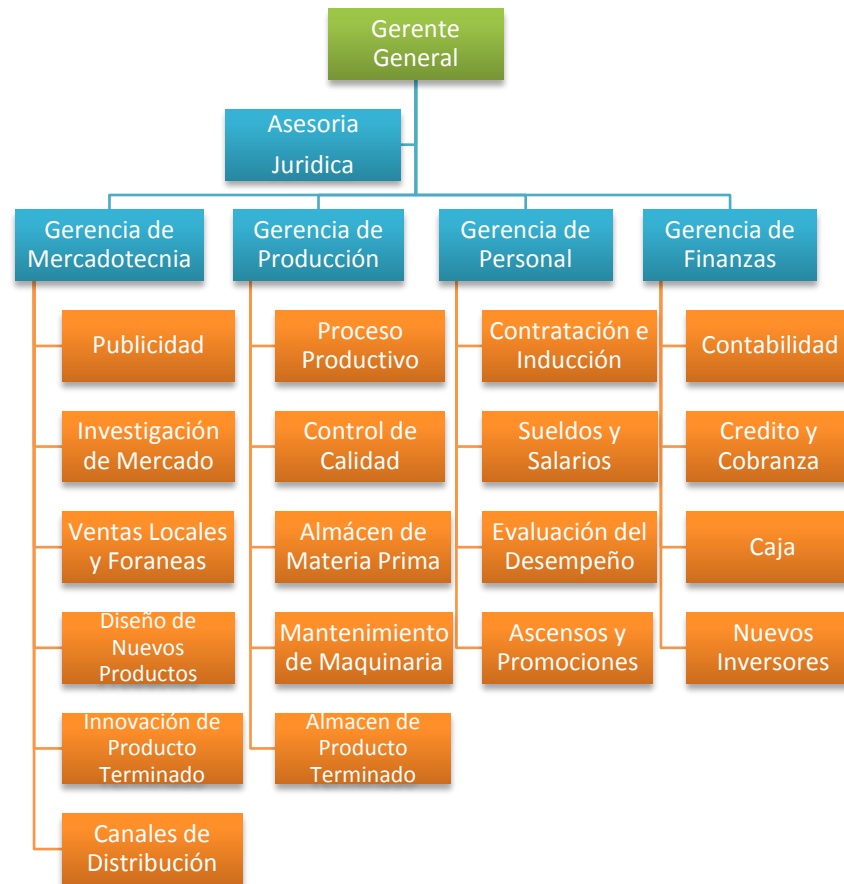 Gerente
General
Asesoria
Juridica
Gerencia de
Mercadotecnia
Gerencia de
Producción
Gerencia de
Personal
Gerencia de
Finanzas
Publicidad
Investigación
de Mercado
Ventas Locales
y Foraneas
Diseño de
Nuevos
Productos
Innovación de
Producto
Terminado
Canales de
Distribución
Proceso
Productivo
Control de
Calidad
Almácen de
Materia Prima
Mantenimiento
de Maquinaria
Almacen de
Producto
Terminado
Contratación e
Inducción
Sueldos y
Salarios
Evaluación del
Desempeño
Ascensos y
Promociones
Contabilidad
Credito y
Cobranza
Caja
Nuevos
Inversores